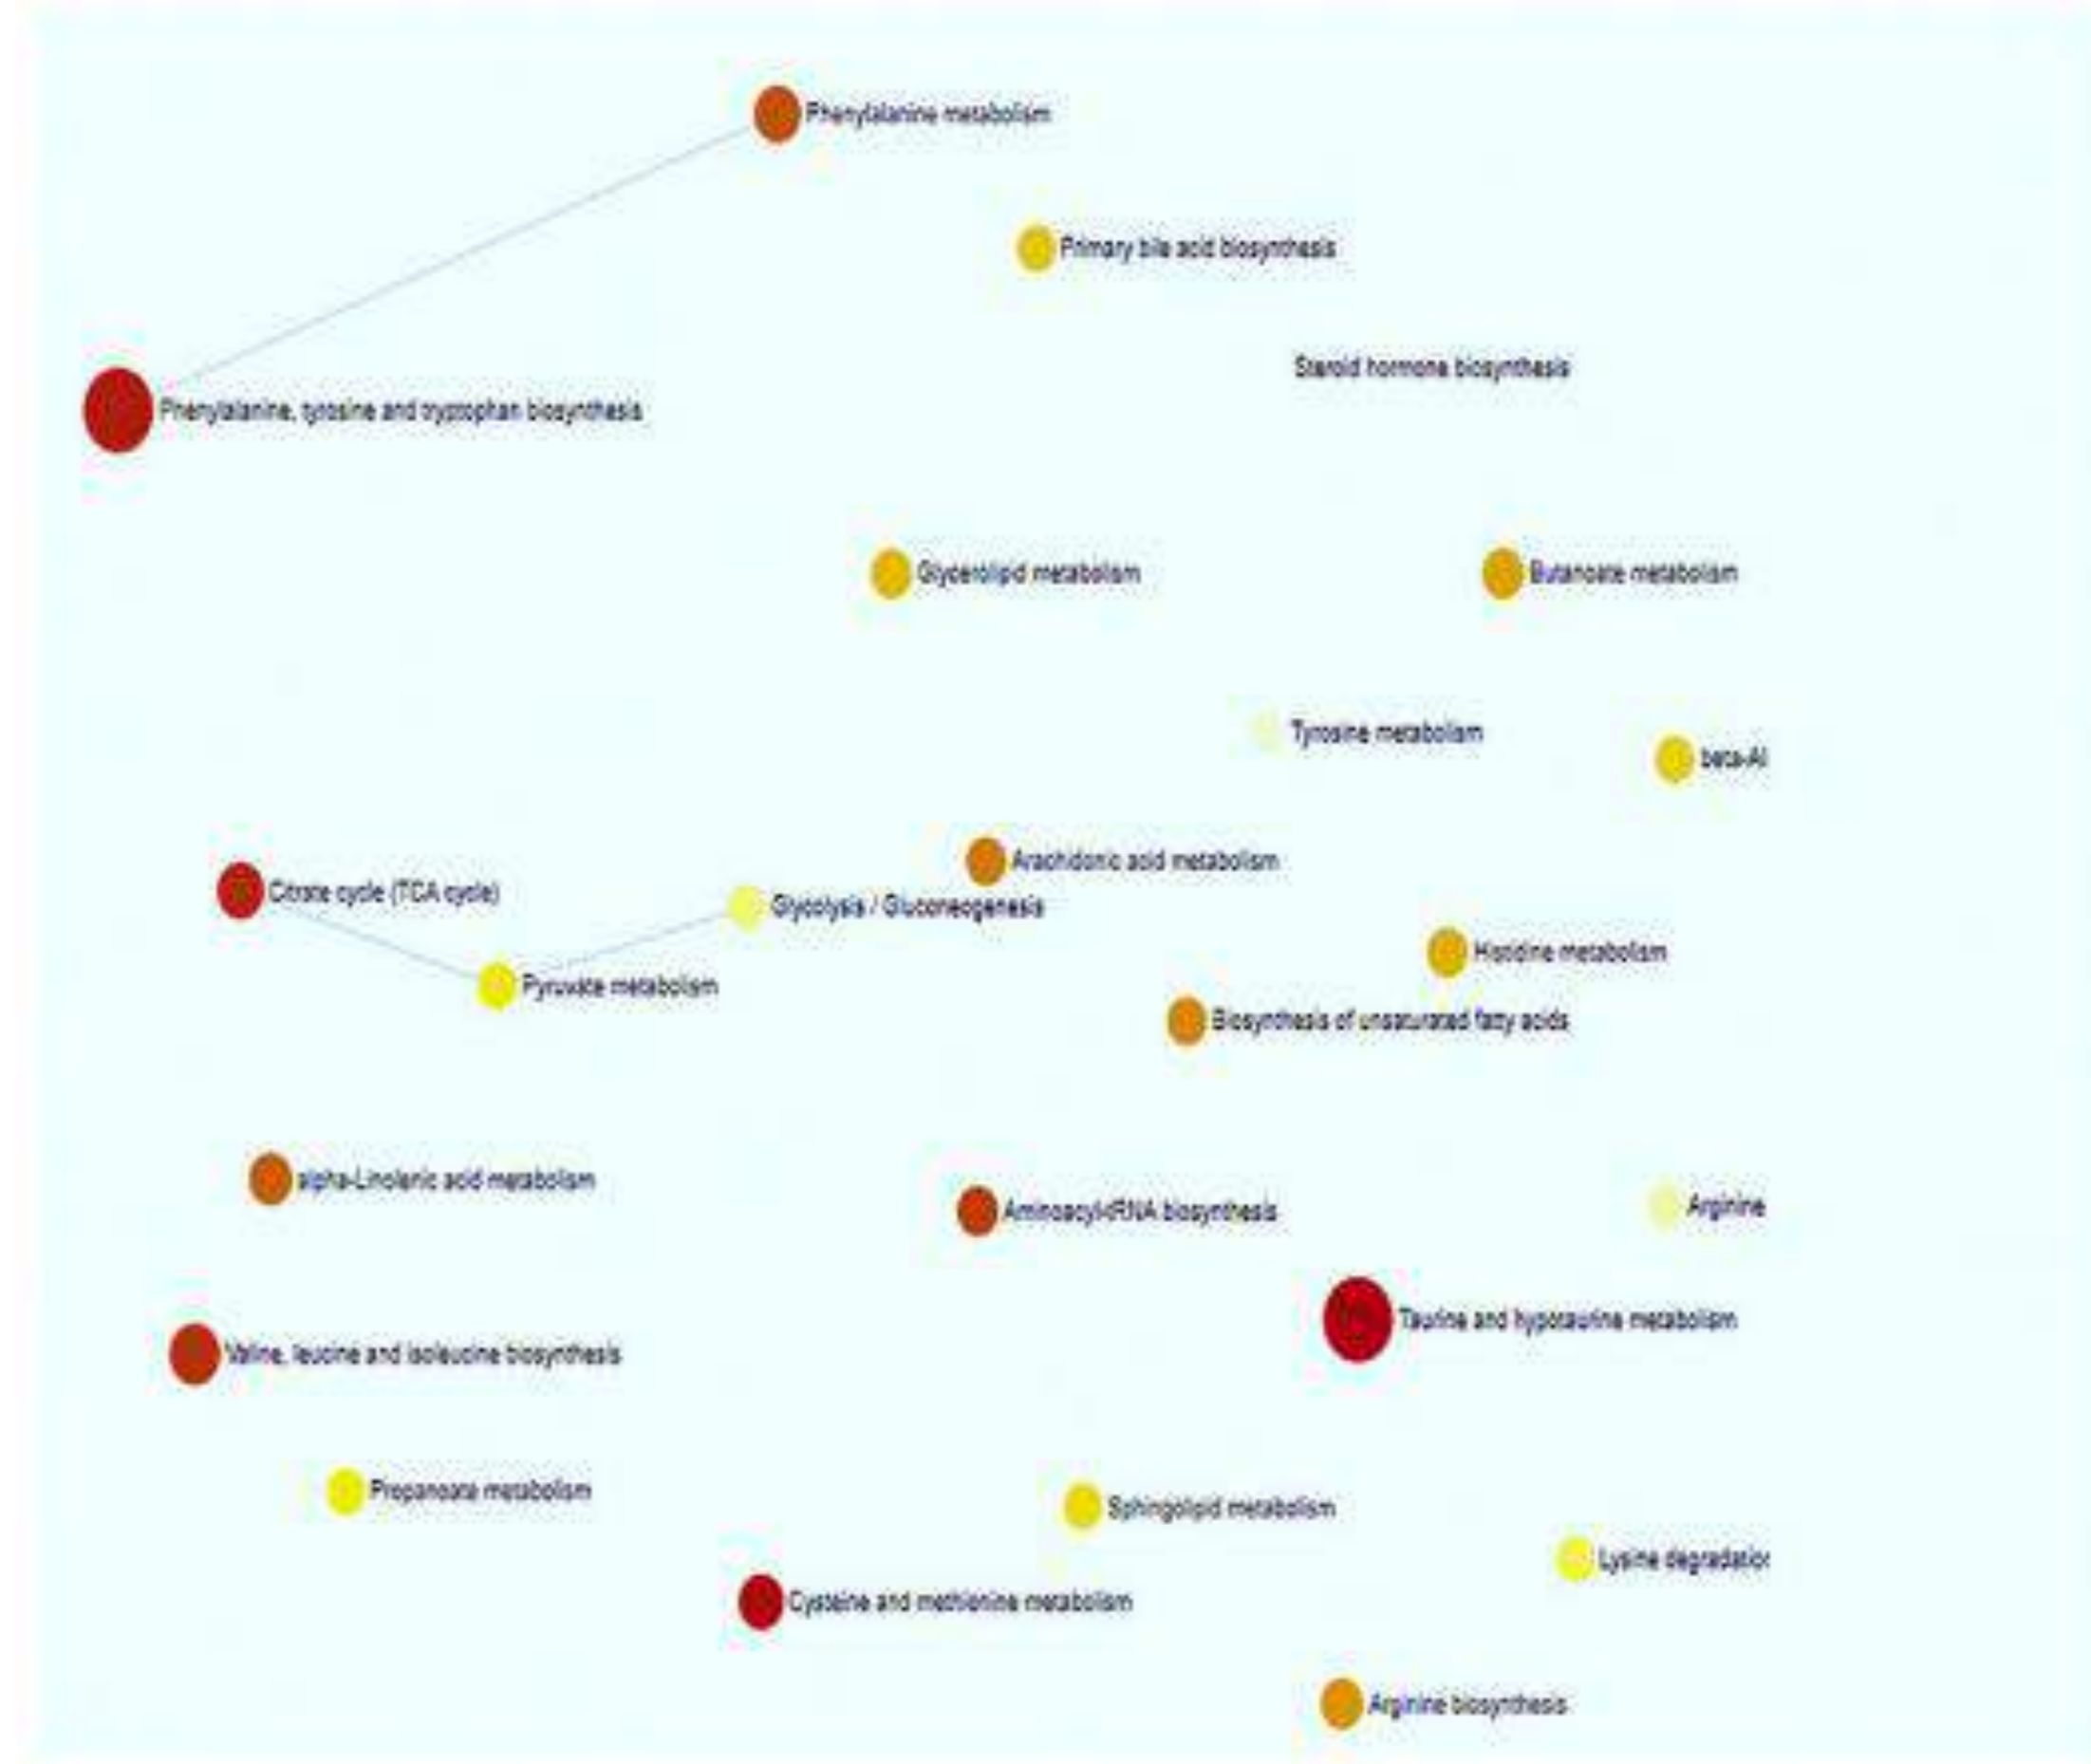 Phenylalanine metabolism
Primary bile acid biosynthesis
Steroid hormone biosynthesis
Phenylalanine, tyrosine and tryptophan biosynthesis
Glycerolipid metabolism
Butanoate metabolism
Tyrosine metabolism
beta-Al
Arachidonic acid metabolism
Citrate cycle (TCA cycle)
Glycolysis / Gluconeogenesis
Histidine metabolism
Pyruvate metabolism
Biosynthesis of unsaturated fatty acids
alpha-Linolenic acid metabolism
Aminoacyl-tRNA biosynthesis
Arginine
Taurine and hypotaurine metabolism
Valine, leucine and isoleucine biosynthesis
Propanoate metabolism
Sphingolipid metabolism
Lysine degradation
Cysteine and methionine metabolism
Arginine biosynthesis